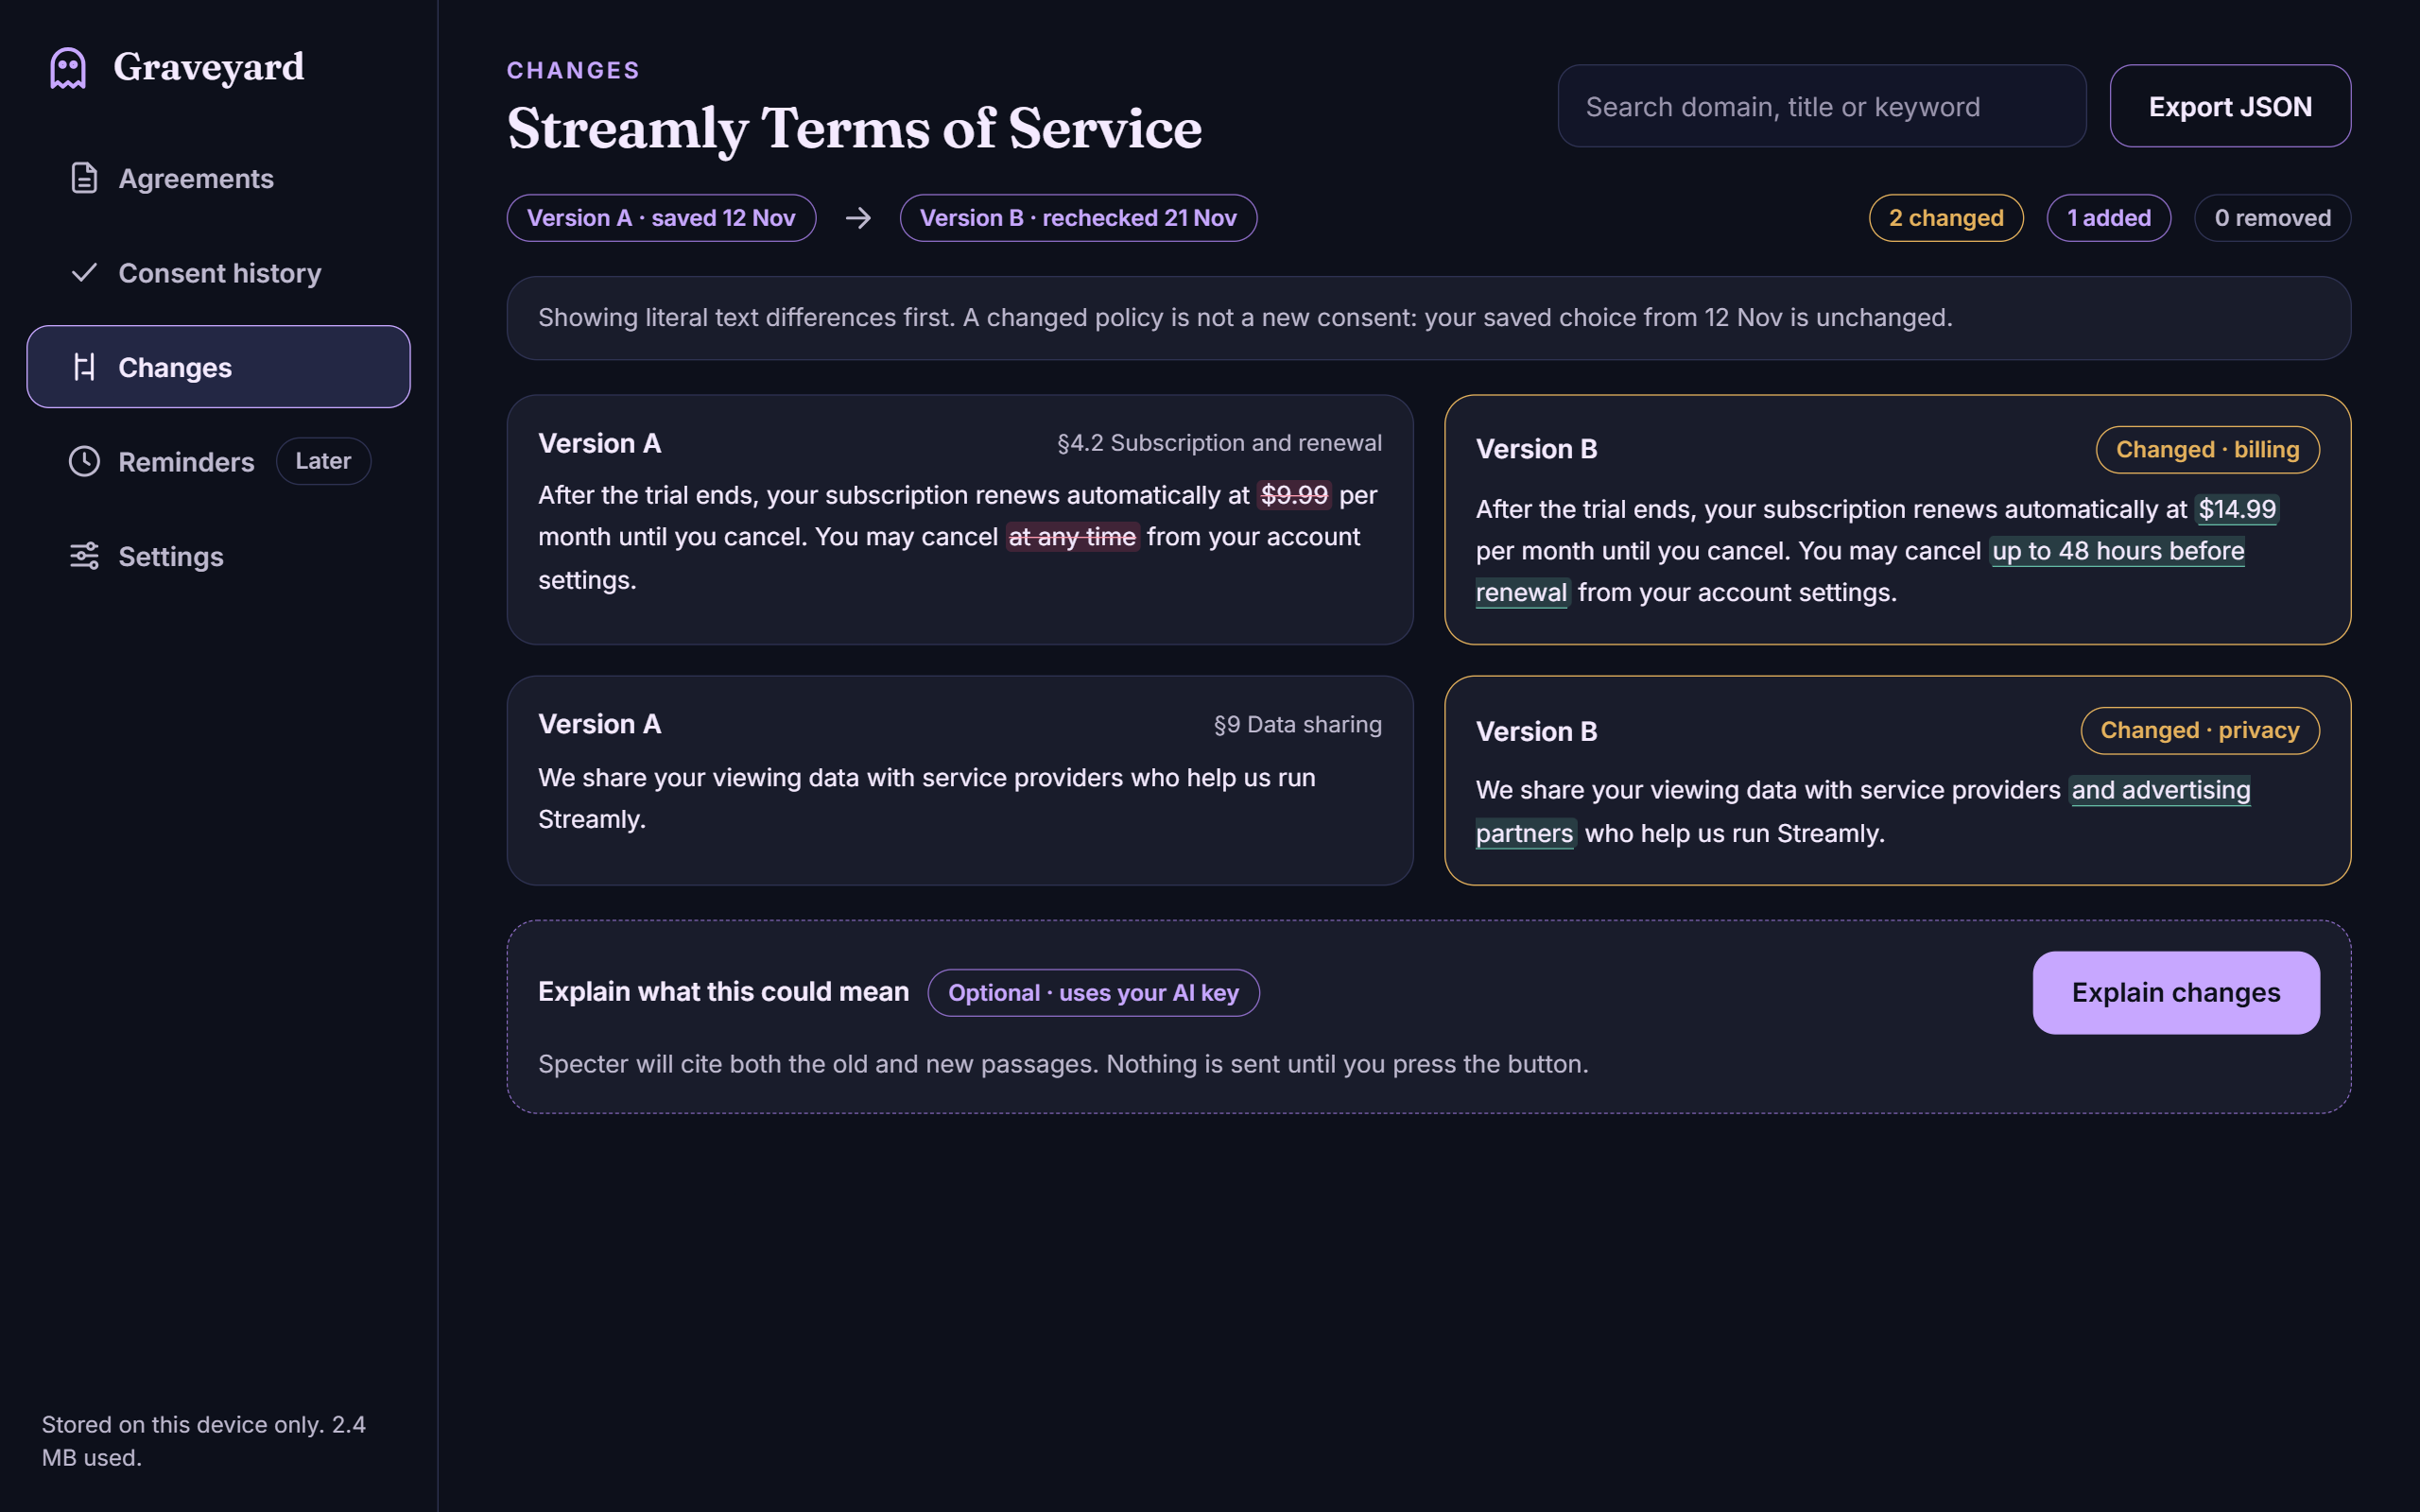 Graveyard
Agreements
Consent history
Changes
Reminders
Later
Settings
Stored on this device only. 2.4
MB used.
CHANGES
Streamly Terms of Service
Search domain, title or keyword
Export JSON
Version A · saved 12 Nov
Version B · rechecked 21 Nov
2 changed
1 added
0 removed
Showing literal text differences first. A changed policy is not a new consent: your saved choice from 12 Nov is unchanged.
Version A
§4.2 Subscription and renewal
After the trial ends, your subscription renews automatically at $9.99 per
month until you cancel. You may cancel at any time from your account
settings.
Version B
Changed · billing
After the trial ends, your subscription renews automatically at $14.99
per month until you cancel. You may cancel up to 48 hours before
renewal from your account settings.
Version A
§9 Data sharing
We share your viewing data with service providers who help us run
Streamly.
Version B
Changed · privacy
We share your viewing data with service providers and advertising
partners who help us run Streamly.
Explain what this could mean
Optional · uses your AI key
Explain changes
Specter will cite both the old and new passages. Nothing is sent until you press the button.